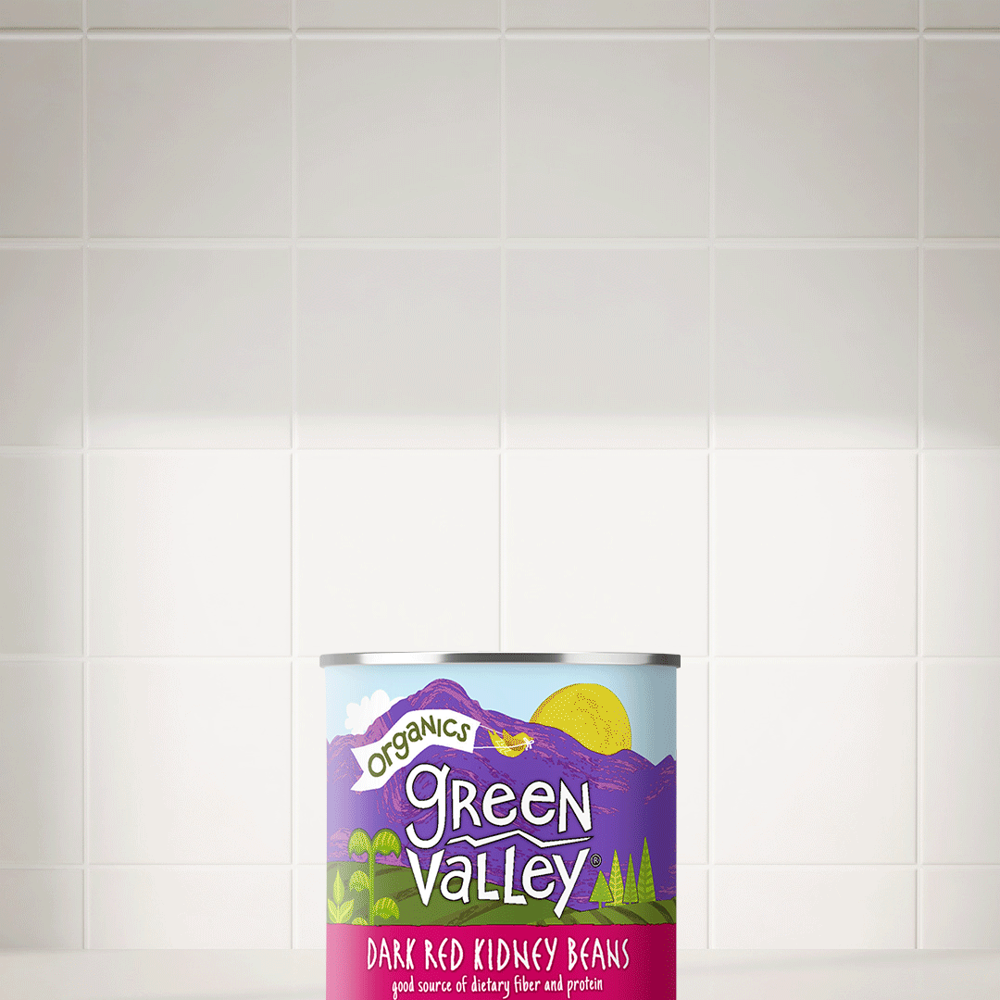 organics
green
valley®
DARK RED KIDNEY BEANS
good source of dietary fiber and protein